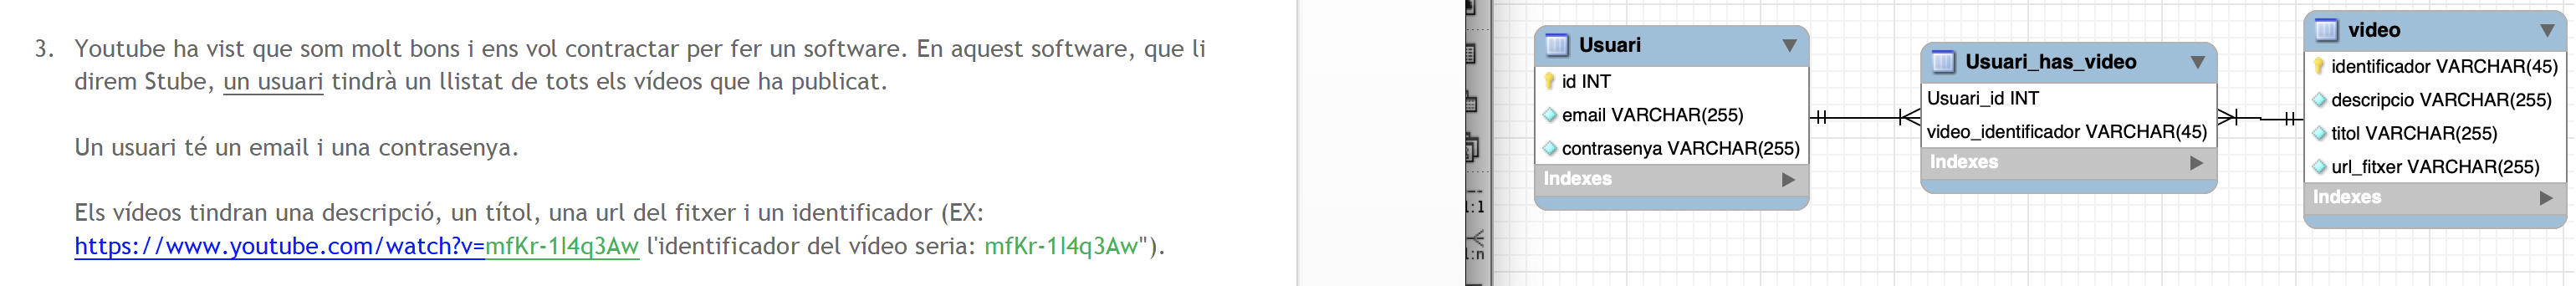 3. Youtube ha vist que som molt bons i ens vol contractar per fer un software. En aquest software, que li
direm Stube, un usuari tindrà un llistat de tots els vídeos que ha publicat.
Un usuari té un email i una contrasenya.
Els vídeos tindran una descripció, un títol, una url del fitxer i un identificador (EX:
https://www.youtube.com/watch?v=mfKr-1l4q3Aw l'identificador del vídeo seria: mfKr-1l4q3Aw").
1:1
1:n
Usuari
id INT
email VARCHAR(255)
contrasenya VARCHAR(255)
Indexes
Usuari_has_video
Usuari_id INT
video_identificador VARCHAR(45)
Indexes
video
identificador VARCHAR(45)
descripcio VARCHAR(255)
titol VARCHAR(255)
url_fitxer VARCHAR(255)
Indexes